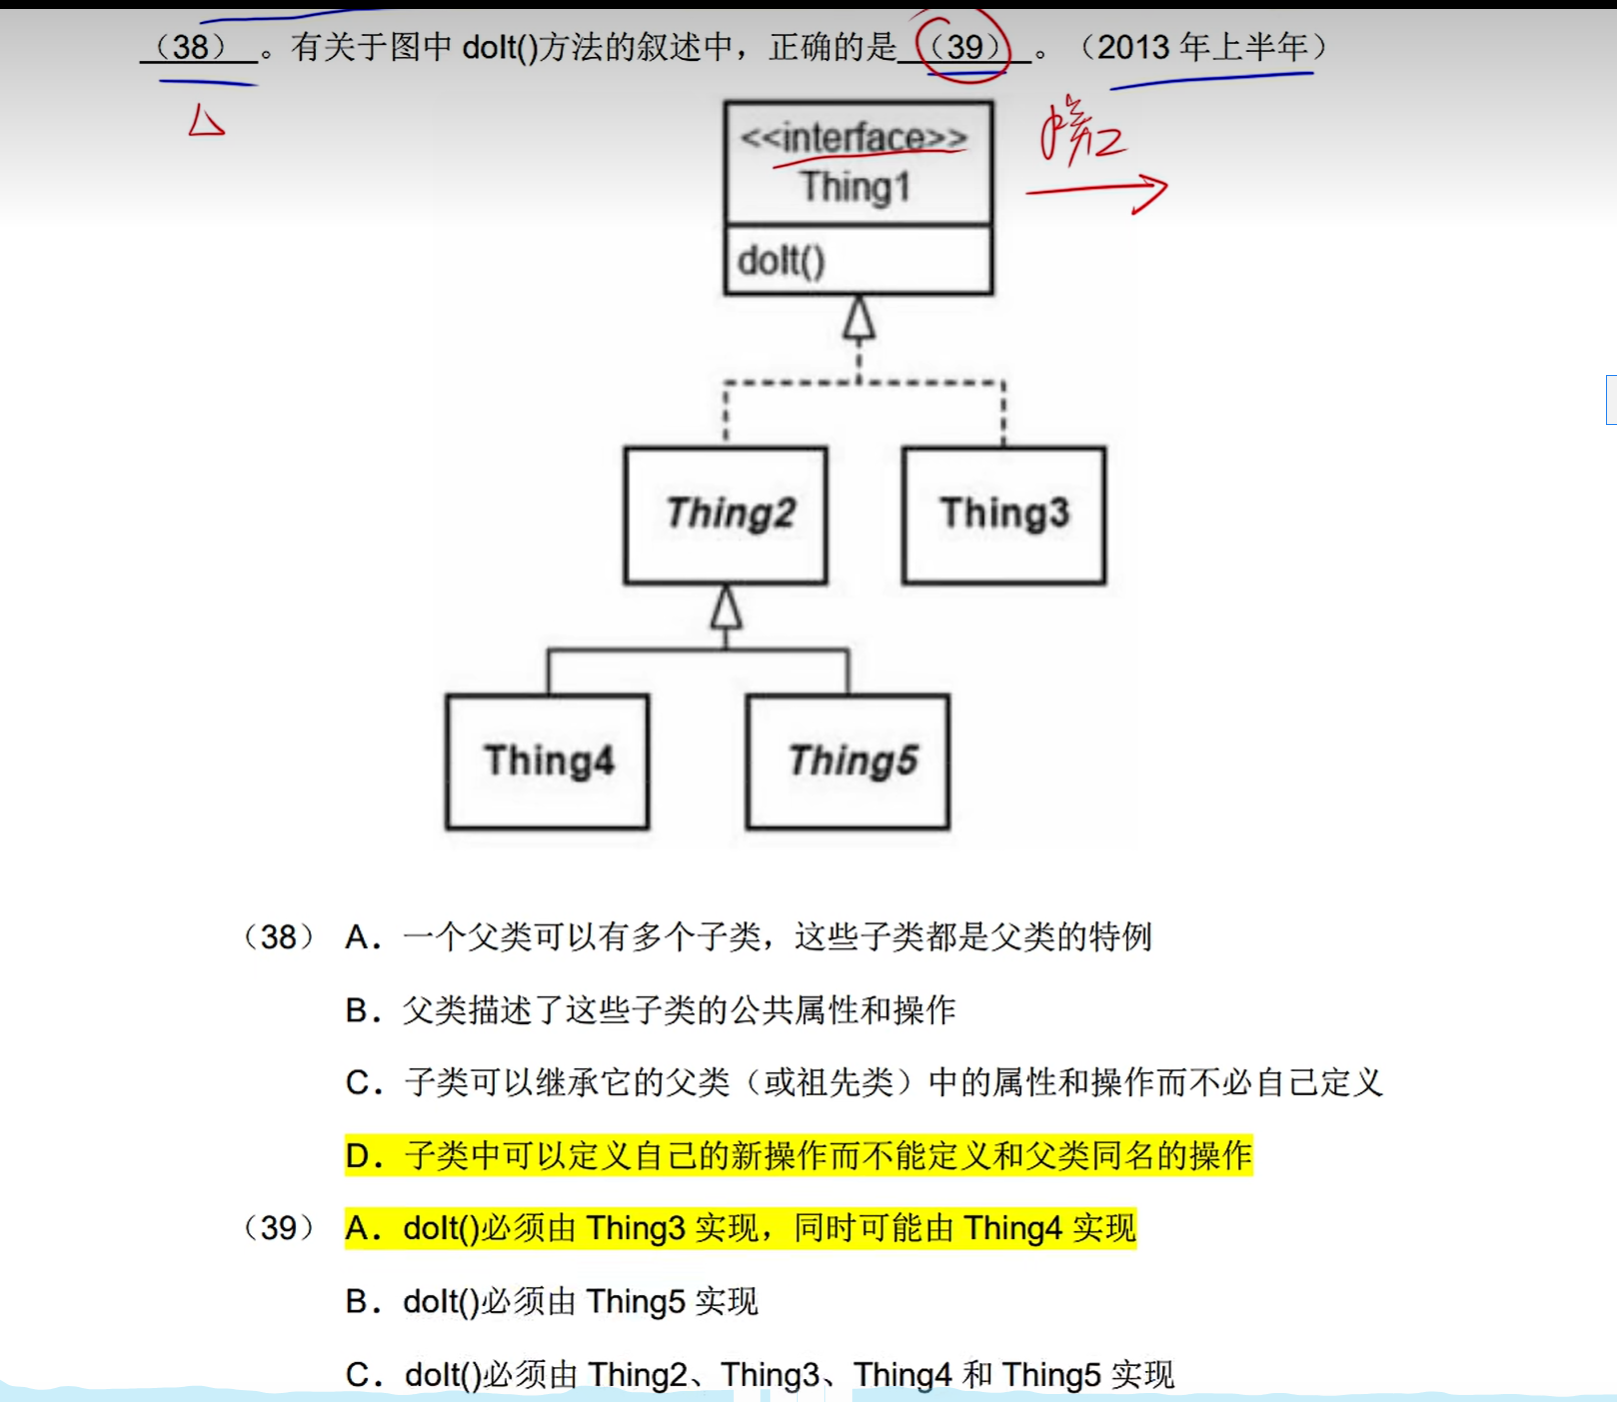 （38）。有关于图中 doIt()方法的叙述中，正确的是（39）。（2013 年上半年）
<<interface>>
Thing1
doIt()
Thing2
Thing3
Thing4
Thing5
（38） A．一个父类可以有多个子类，这些子类都是父类的特例
B．父类描述了这些子类的公共属性和操作
C．子类可以继承它的父类（或祖先类）中的属性和操作而不必自己定义
D．子类中可以定义自己的新操作而不能定义和父类同名的操作
（39） A．doIt()必须由 Thing3 实现，同时可能由 Thing4 实现
B．doIt()必须由 Thing5 实现
C．doIt()必须由 Thing2、Thing3、Thing4 和 Thing5 实现